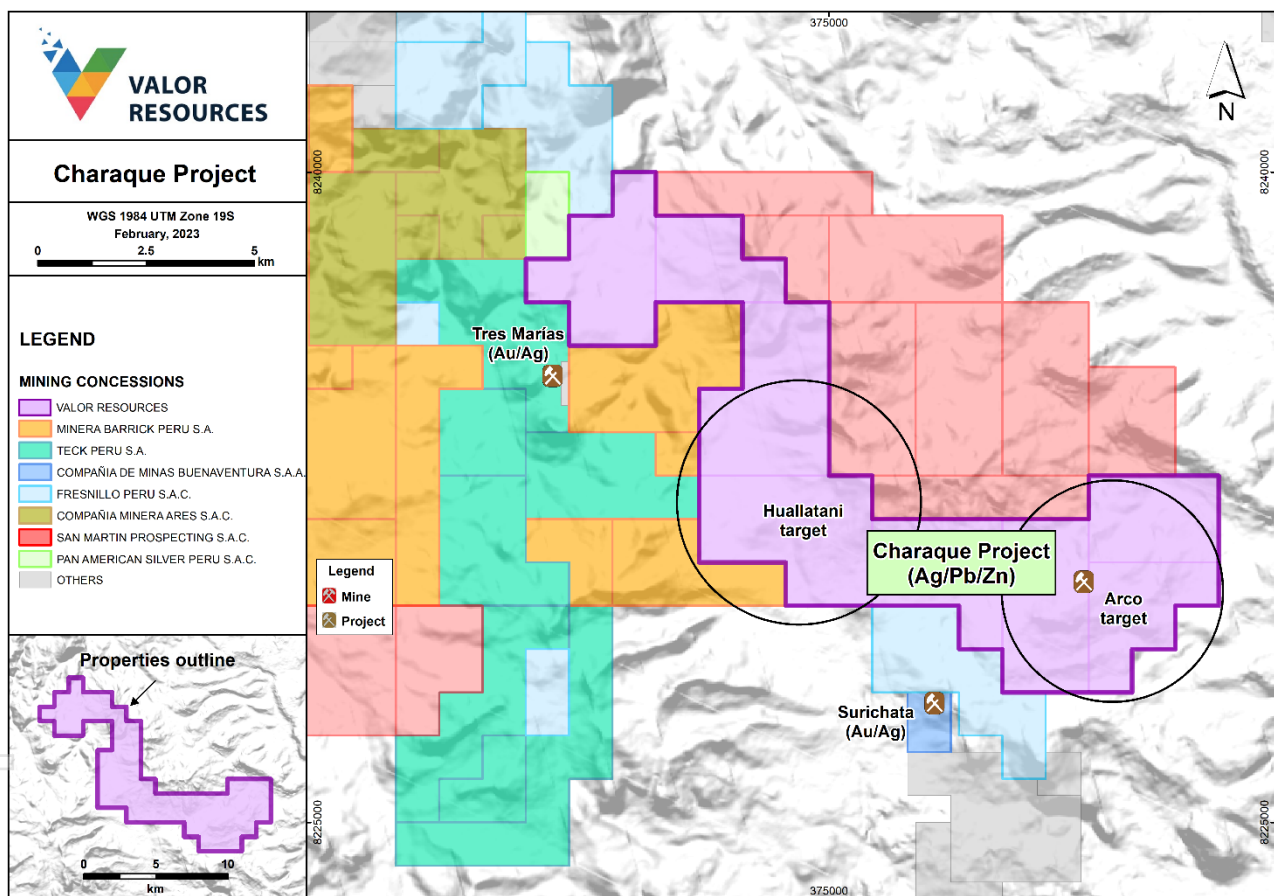 VALOR
RESOURCES
Charaque Project
WGS 1984 UTM Zone 19S
February, 2023
0 2.5 5
km
LEGEND
MINING CONCESSIONS
VALOR RESOURCES
MINERA BARRICK PERU S.A.
TECK PERU S.A.
COMPAÑIA DE MINAS BUENAVENTURA S.A.A.
FRESNILLO PERU S.A.C.
COMPAÑIA MINERA ARES S.A.C.
SAN MARTIN PROSPECTING S.A.C.
PAN AMERICAN SILVER PERU S.A.C.
OTHERS
Properties outline
0 5 10
km
375000
N
8240000
8240000
Tres Marías
(Au/Ag)
Huallatani
target
Charaque Project
(Ag/Pb/Zn)
Arco
target
Legend
Mine
Project
Surichata
(Au/Ag)
8225000
8225000
375000